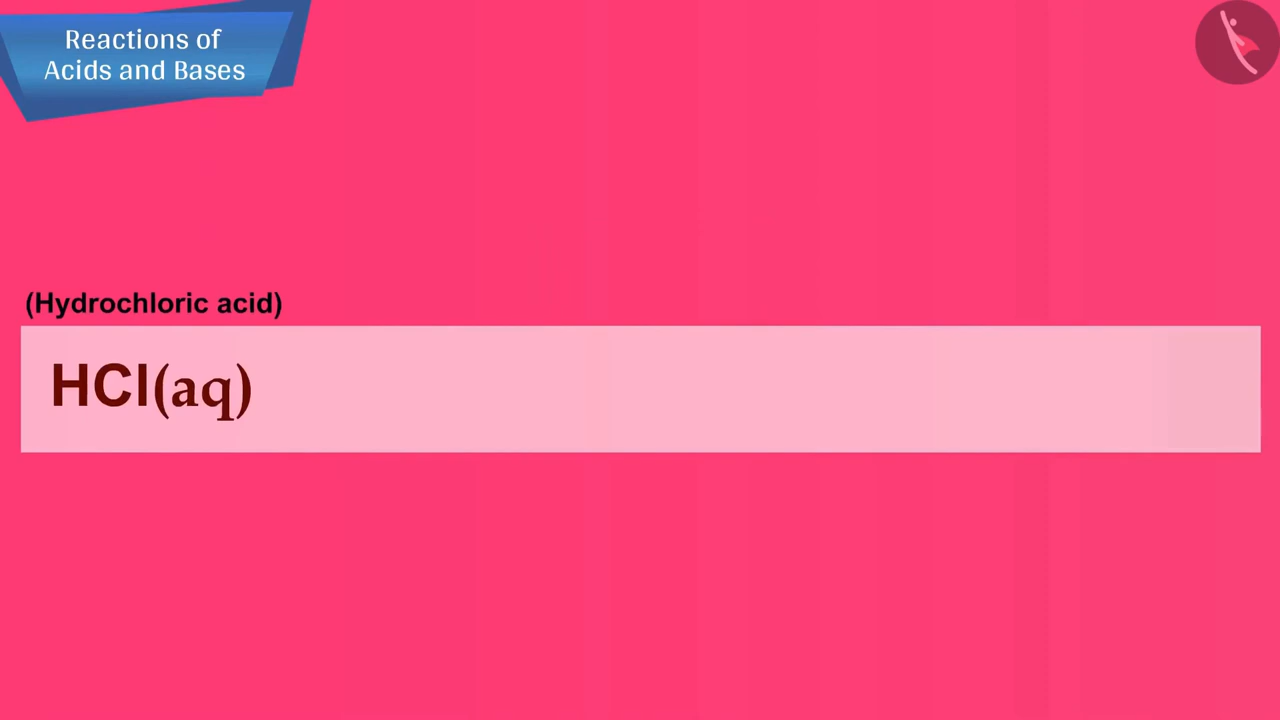 Reactions of
Acids and Bases
(Hydrochloric acid)
HCl(aq)